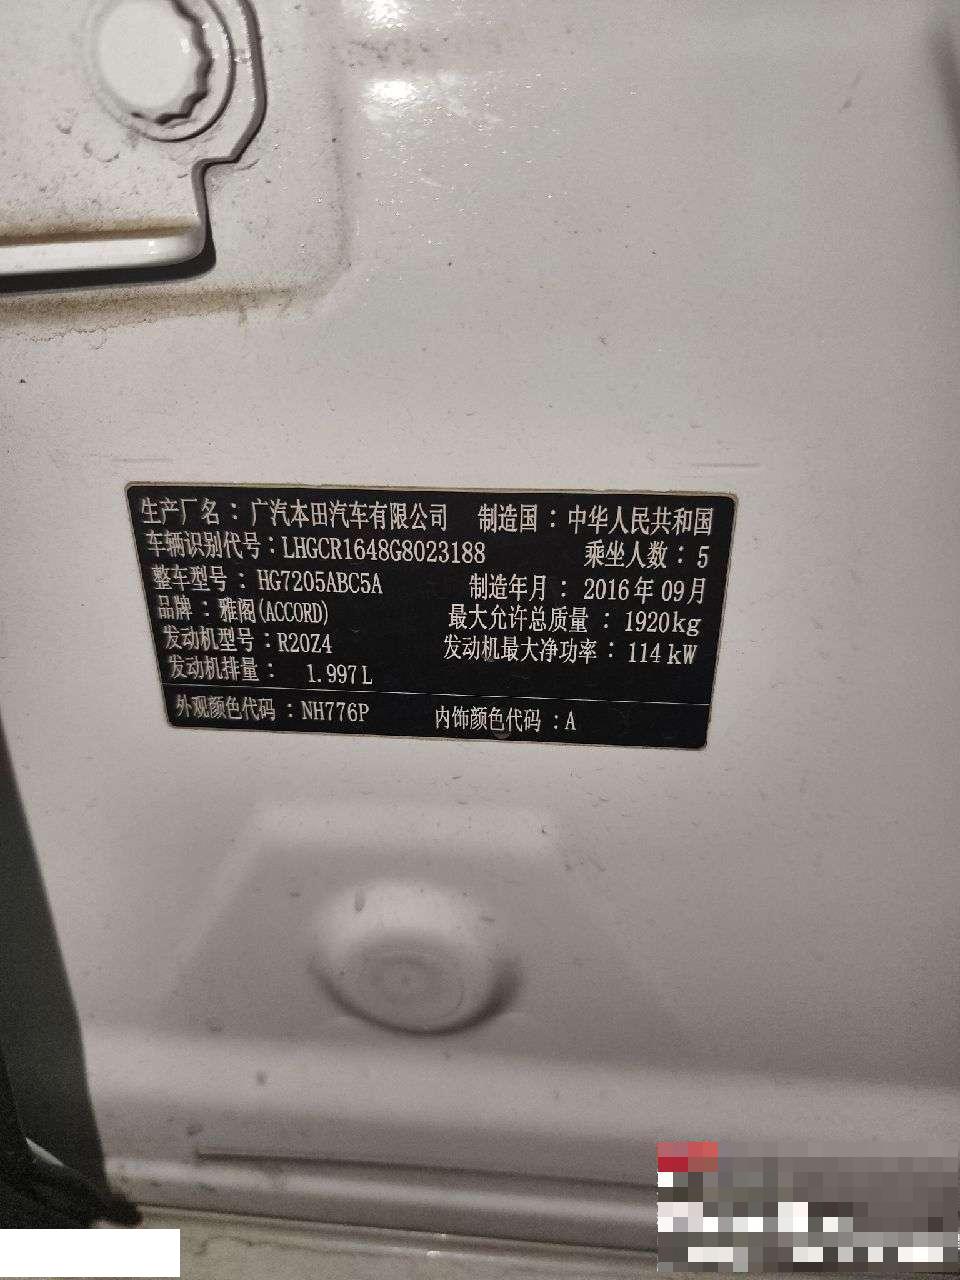 生产厂名：广汽本田汽车有限公司 制造国：中华人民共和国
车辆识别代号：LHGCR1648G8023188 乘坐人数：5
整车型号：HG7205ABC5A 制造年月：2016年09月
品牌：雅阁(ACCORD) 最大允许总质量：1920kg
发动机型号：R20Z4 发动机最大净功率：114kW
发动机排量：1.997L
外观颜色代码：NH776P 内饰颜色代码：A